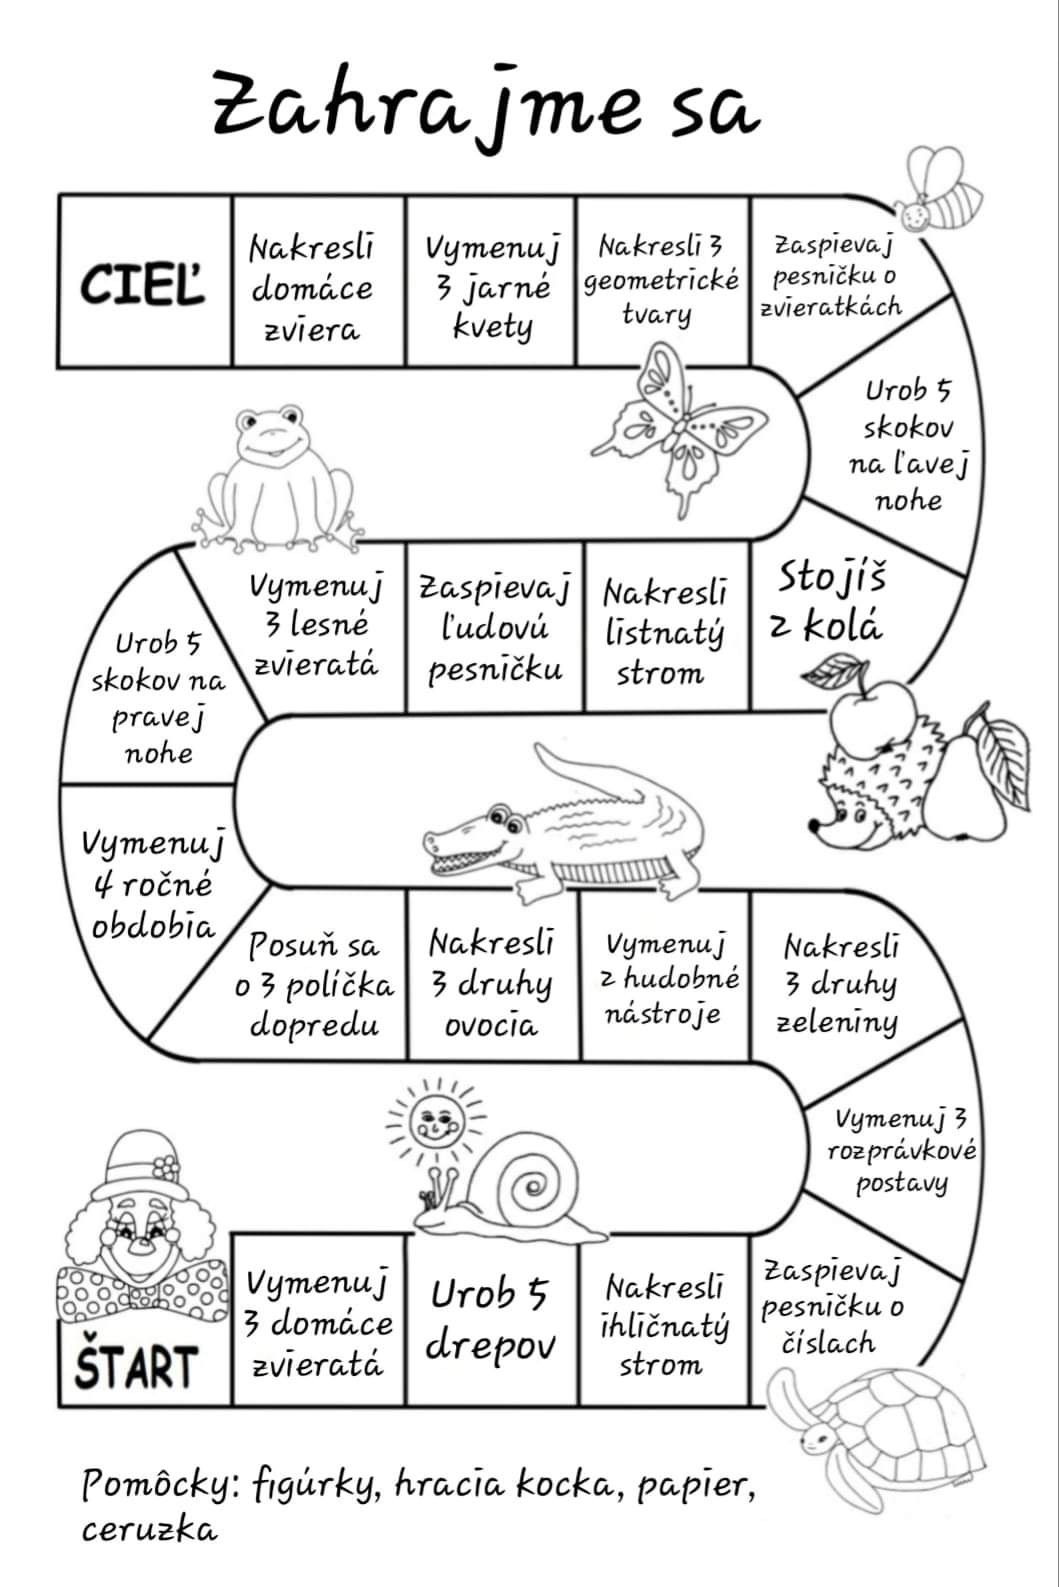 Zahrajme sa
CIEĽ
Nakresli
domáce
zviera
Vymenuj
3 jarné
kvety
Nakresli 3
geometrické
tvary
Zaspievaj
pesničku o
zvieratkách
Urob 5
skokov
na ľavej
nohe
Stojíš
2 kolá
Nakresli
listnatý
strom
Zaspievaj
ľudovú
pesničku
Vymenuj
3 lesné
zvieratá
Urob 5
skokov na
pravej
nohe
Vymenuj
4 ročné
obdobia
Posuň sa
o 3 políčka
dopredu
Nakresli
3 druhy
ovocia
Vymenuj
2 hudobné
nástroje
Nakresli
3 druhy
zeleniny
Vymenuj 3
rozprávkové
postavy
Zaspievaj
pesničku o
číslach
Nakresli
ihličnatý
strom
Urob 5
drepov
Vymenuj
3 domáce
zvieratá
ŠTART
Pomôcky: figúrky, hracia kocka, papier,
ceruzka